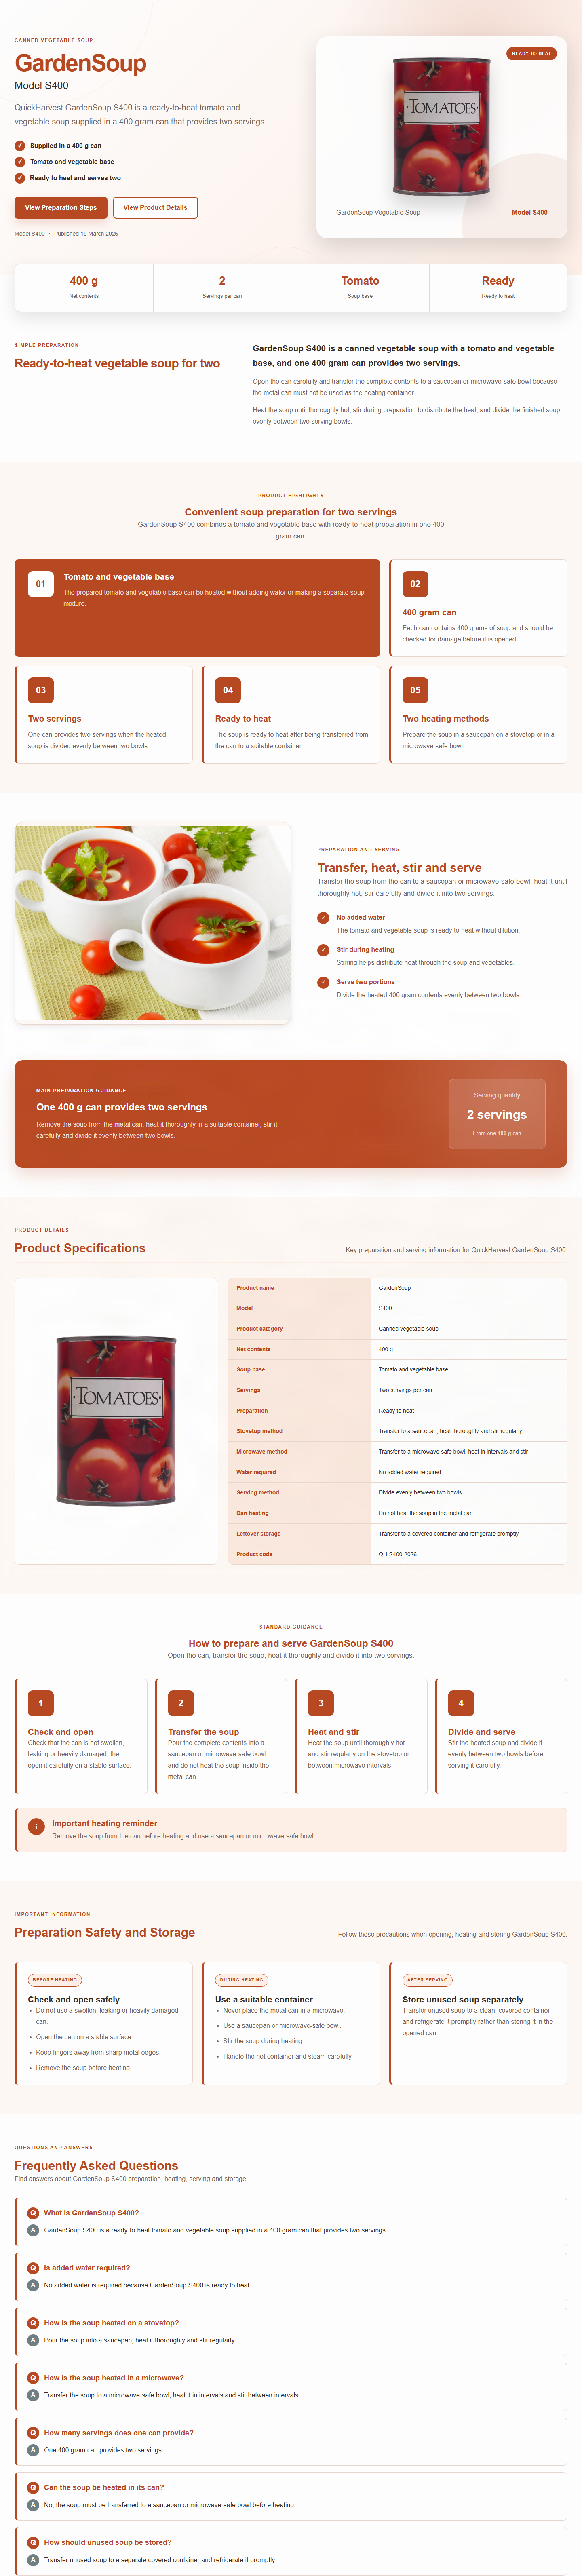 CANNED VEGETABLE SOUP
GardenSoup
Model S400
QuickHarvest GardenSoup S400 is a ready-to-heat tomato and
vegetable soup supplied in a 400 gram can that provides two servings.
✓ Supplied in a 400 g can
✓ Tomato and vegetable base
✓ Ready to heat and serves two
View Preparation Steps
View Product Details
Model S400 • Published 15 March 2026
READY TO HEAT
TOMATOES
GardenSoup Vegetable Soup
Model S400
400 g
Net contents
2
Servings per can
Tomato
Soup base
Ready
Ready to heat
SIMPLE PREPARATION
Ready-to-heat vegetable soup for two
GardenSoup S400 is a canned vegetable soup with a tomato and vegetable
base, and one 400 gram can provides two servings.
Open the can carefully and transfer the complete contents to a saucepan or microwave-safe bowl because
the metal can must not be used as the heating container.
Heat the soup until thoroughly hot, stir during preparation to distribute the heat, and divide the finished soup
evenly between two serving bowls.
PRODUCT HIGHLIGHTS
Convenient soup preparation for two servings
GardenSoup S400 combines a tomato and vegetable base with ready-to-heat preparation in one 400
gram can.
01
Tomato and vegetable base
The prepared tomato and vegetable base can be heated without adding water or making a separate soup
mixture.
02
400 gram can
Each can contains 400 grams of soup and should be
checked for damage before it is opened.
03
Two servings
One can provides two servings when the heated
soup is divided evenly between two bowls.
04
Ready to heat
The soup is ready to heat after being transferred from
the can to a suitable container.
05
Two heating methods
Prepare the soup in a saucepan on a stovetop or in a
microwave-safe bowl.
PREPARATION AND SERVING
Transfer, heat, stir and serve
Transfer the soup from the can to a saucepan or microwave-safe bowl, heat it until
thoroughly hot, stir carefully and divide it into two servings.
✓ No added water
The tomato and vegetable soup is ready to heat without dilution.
✓ Stir during heating
Stirring helps distribute heat through the soup and vegetables.
✓ Serve two portions
Divide the heated 400 gram contents evenly between two bowls.
MAIN PREPARATION GUIDANCE
One 400 g can provides two servings
Remove the soup from the metal can, heat it thoroughly in a suitable container, stir it
carefully and divide it evenly between two bowls.
Serving quantity
2 servings
From one 400 g can
PRODUCT DETAILS
Product Specifications
Key preparation and serving information for QuickHarvest GardenSoup S400.
TOMATOES
Product name GardenSoup
Model S400
Product category Canned vegetable soup
Net contents 400 g
Soup base Tomato and vegetable base
Servings Two servings per can
Preparation Ready to heat
Stovetop method Transfer to a saucepan, heat thoroughly and stir regularly
Microwave method Transfer to a microwave-safe bowl, heat in intervals and stir
Water required No added water required
Serving method Divide evenly between two bowls
Can heating Do not heat the soup in the metal can
Leftover storage Transfer to a covered container and refrigerate promptly
Product code QH-S400-2026
STANDARD GUIDANCE
How to prepare and serve GardenSoup S400
Open the can, transfer the soup, heat it thoroughly and divide it into two servings.
1
Check and open
Check that the can is not swollen,
leaking or heavily damaged, then
open it carefully on a stable surface.
2
Transfer the soup
Pour the complete contents into a
saucepan or microwave-safe bowl
and do not heat the soup inside the
metal can.
3
Heat and stir
Heat the soup until thoroughly hot
and stir regularly on the stovetop or
between microwave intervals.
4
Divide and serve
Stir the heated soup and divide it
evenly between two bowls before
serving it carefully.
i
Important heating reminder
Remove the soup from the can before heating and use a saucepan or microwave-safe bowl.
IMPORTANT INFORMATION
Preparation Safety and Storage
Follow these precautions when opening, heating and storing GardenSoup S400.
BEFORE HEATING
Check and open safely
• Do not use a swollen, leaking or heavily damaged
can.
• Open the can on a stable surface.
• Keep fingers away from sharp metal edges.
• Remove the soup before heating.
DURING HEATING
Use a suitable container
• Never place the metal can in a microwave.
• Use a saucepan or microwave-safe bowl.
• Stir the soup during heating.
• Handle the hot container and steam carefully.
AFTER SERVING
Store unused soup separately
Transfer unused soup to a clean, covered container
and refrigerate it promptly rather than storing it in the
opened can.
QUESTIONS AND ANSWERS
Frequently Asked Questions
Find answers about GardenSoup S400 preparation, heating, serving and storage.
Q What is GardenSoup S400?
A GardenSoup S400 is a ready-to-heat tomato and vegetable soup supplied in a 400 gram can that provides two servings.
Q Is added water required?
A No added water is required because GardenSoup S400 is ready to heat.
Q How is the soup heated on a stovetop?
A Pour the soup into a saucepan, heat it thoroughly and stir regularly.
Q How is the soup heated in a microwave?
A Transfer the soup to a microwave-safe bowl, heat it in intervals and stir between intervals.
Q How many servings does one can provide?
A One 400 gram can provides two servings.
Q Can the soup be heated in its can?
A No, the soup must be transferred to a saucepan or microwave-safe bowl before heating.
Q How should unused soup be stored?
A Transfer unused soup to a separate covered container and refrigerate it promptly.